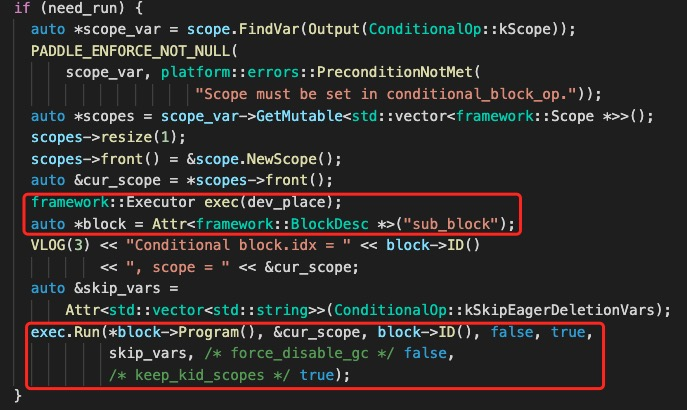 if (need_run) {
auto *scope_var = scope.FindVar(Output(ConditionalOp::kScope));
PADDLE_ENFORCE_NOT_NULL(
scope_var, platform::errors::PreconditionNotMet(
"Scope must be set in conditional_block_op."));
auto *scopes = scope_var->GetMutable<std::vector<framework::Scope *>>();
scopes->resize(1);
scopes->front() = &scope.NewScope();
auto &cur_scope = *scopes->front();
framework::Executor exec(dev_place);
auto *block = Attr<framework::BlockDesc *>("sub_block");
VLOG(3) << "Conditional block.idx = " << block->ID()
<< ", scope = " << &cur_scope;
auto &skip_vars =
Attr<std::vector<std::string>>(ConditionalOp::kSkipEagerDeletionVars);
exec.Run(*block->Program(), &cur_scope, block->ID(), false, true,
skip_vars, /* force_disable_gc */ false,
/* keep_kid_scopes */ true);
}